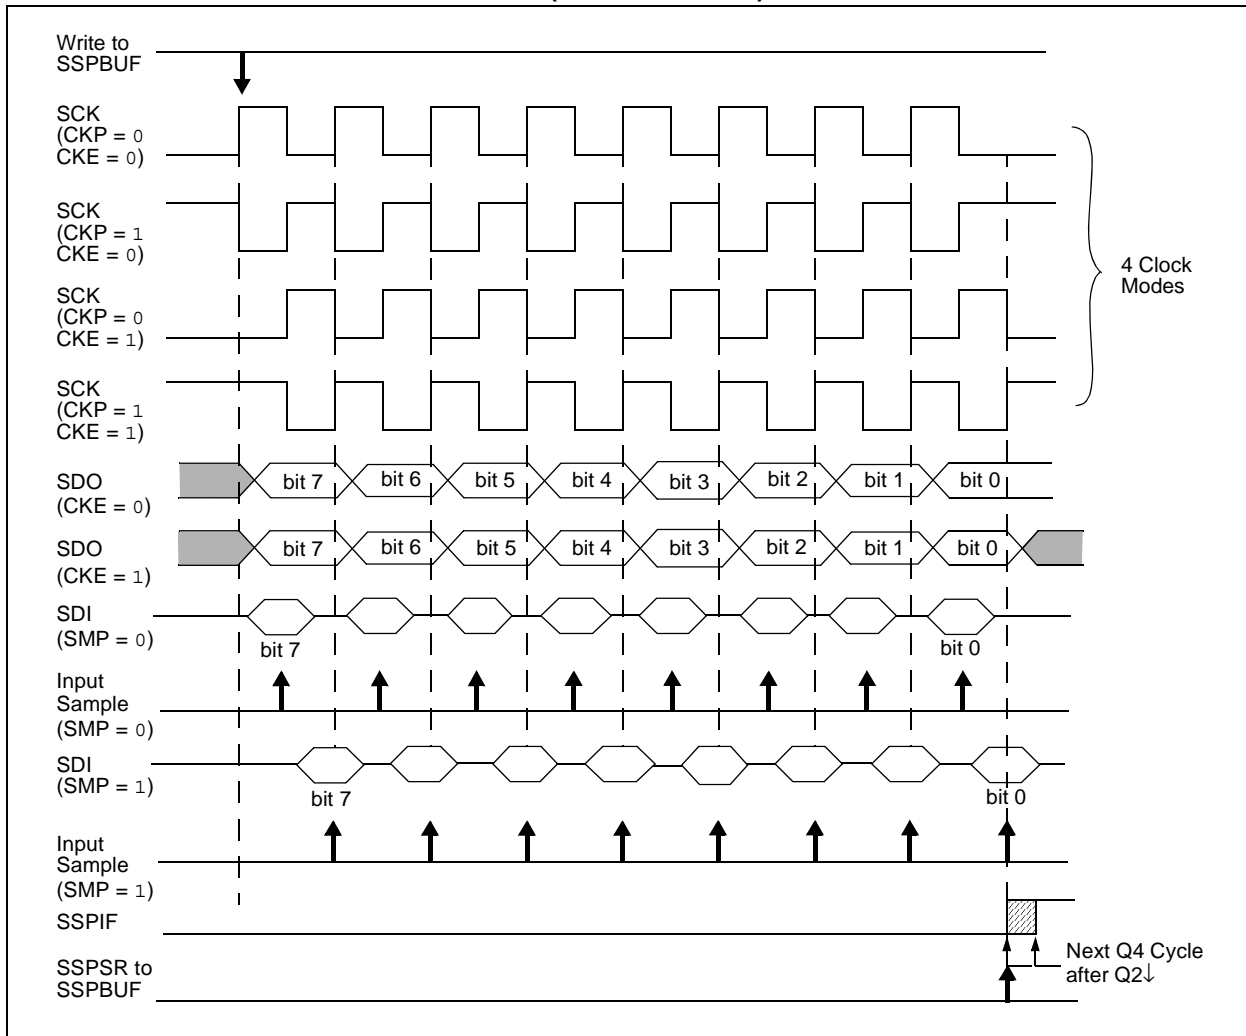 Write to
SSPBUF
SCK
(CKP = 0
CKE = 0)
SCK
(CKP = 1
CKE = 0)
4 Clock
Modes
SCK
(CKP = 0
CKE = 1)
SCK
(CKP = 1
CKE = 1)
SDO
(CKE = 0)
bit 7 bit 6 bit 5 bit 4 bit 3 bit 2 bit 1 bit 0
SDO
(CKE = 1)
bit 7 bit 6 bit 5 bit 4 bit 3 bit 2 bit 1 bit 0
SDI
(SMP = 0)
bit 7 bit 0
Input
Sample
(SMP = 0)
SDI
(SMP = 1)
bit 7 bit 0
Input
Sample
(SMP = 1)
SSPIF
Next Q4 Cycle
after Q2↓
SSPSR to
SSPBUF